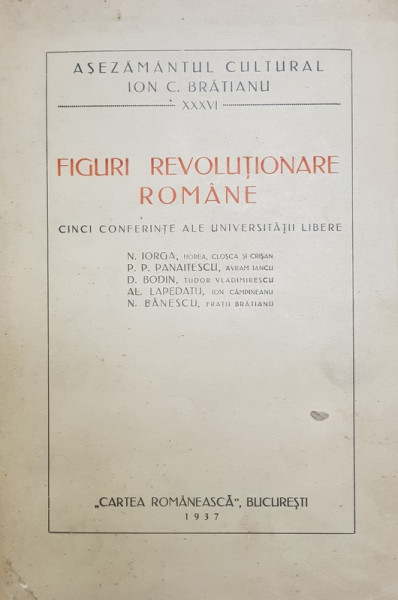 AȘEZĂMÂNTUL CULTURAL
ION C. BRĂTIANU
XXXVI
FIGURI REVOLUȚIONARE
ROMÂNE
CINCI CONFERINȚE ALE UNIVERSITĂȚII LIBERE
N. IORGA, HOREA, CLOȘCA ȘI CRIȘAN
P. P. PANAITESCU, AVRAM IANCU
D. BODIN, TUDOR VLADIMIRESCU
AL. LAPEDATU, ION CÂMPINEANU
N. BĂNESCU, FRAȚII BRĂTIANU
„CARTEA ROMÂNEASCĂ”, BUCUREȘTI
1937